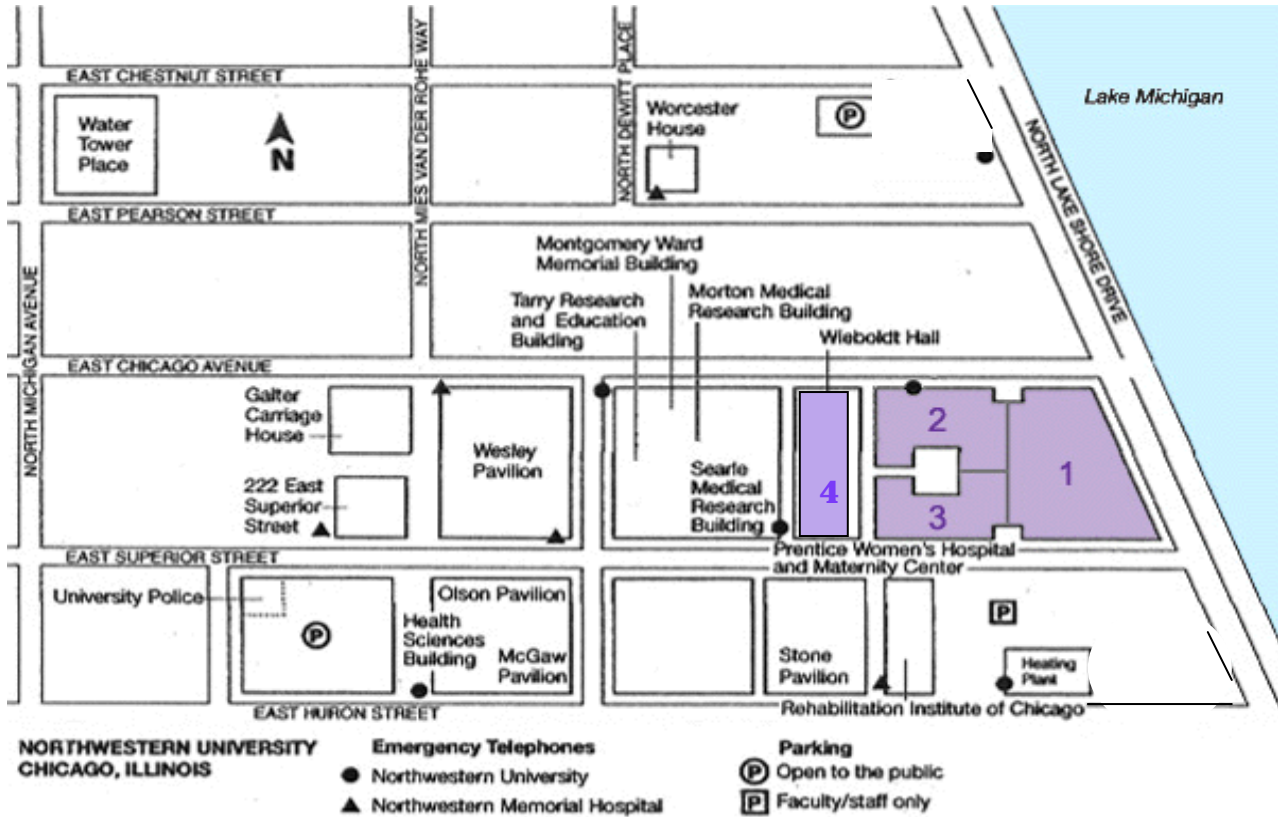 EAST CHESTNUT STREET
NORTH MIES VAN DER ROHE WAY
NORTH DEWITT PLACE
Lake Michigan
Water
Tower
Place
N
Worcester
House
P
NORTH LAKE SHORE DRIVE
EAST PEARSON STREET
NORTH MICHIGAN AVENUE
Montgomery Ward
Memorial Building
Tarry Research
and Education
Building
Morton Medical
Research Building
Wieboldt Hall
EAST CHICAGO AVENUE
Galter
Carriage
House
Wesley
Pavilion
222 East
Superior
Street
Searle
Medical
Research
Building
4
2
3
1
EAST SUPERIOR STREET
Prentice Women's Hospital
and Maternity Center
University Police
P
Olson Pavilion
Health
Sciences
Building
McGaw
Pavilion
Stone
Pavilion
P
Heating
Plant
Rehabilitation Institute of Chicago
EAST HURON STREET
NORTHWESTERN UNIVERSITY
CHICAGO, ILLINOIS
Emergency Telephones
Northwestern University
Northwestern Memorial Hospital
Parking
P Open to the public
P Faculty/staff only